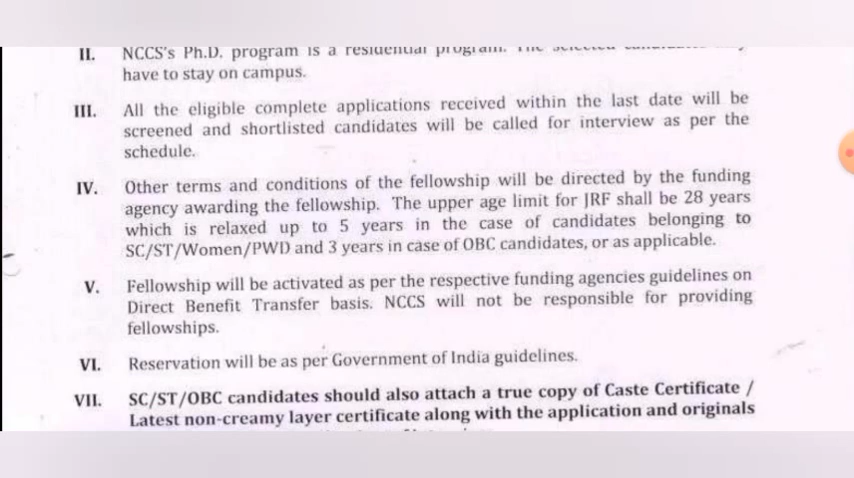 II. NCCS's Ph.D. program is a residential program. The selected
have to stay on campus.
III. All the eligible complete applications received within the last date will be
screened and shortlisted candidates will be called for interview as per the
schedule.
IV. Other terms and conditions of the fellowship will be directed by the funding
agency awarding the fellowship. The upper age limit for JRF shall be 28 years
which is relaxed up to 5 years in the case of candidates belonging to
SC/ST/Women/PWD and 3 years in case of OBC candidates, or as applicable.
V. Fellowship will be activated as per the respective funding agencies guidelines on
Direct Benefit Transfer basis. NCCS will not be responsible for providing
fellowships.
VI. Reservation will be as per Government of India guidelines.
VII. SC/ST/OBC candidates should also attach a true copy of Caste Certificate /
Latest non-creamy layer certificate along with the application and originals